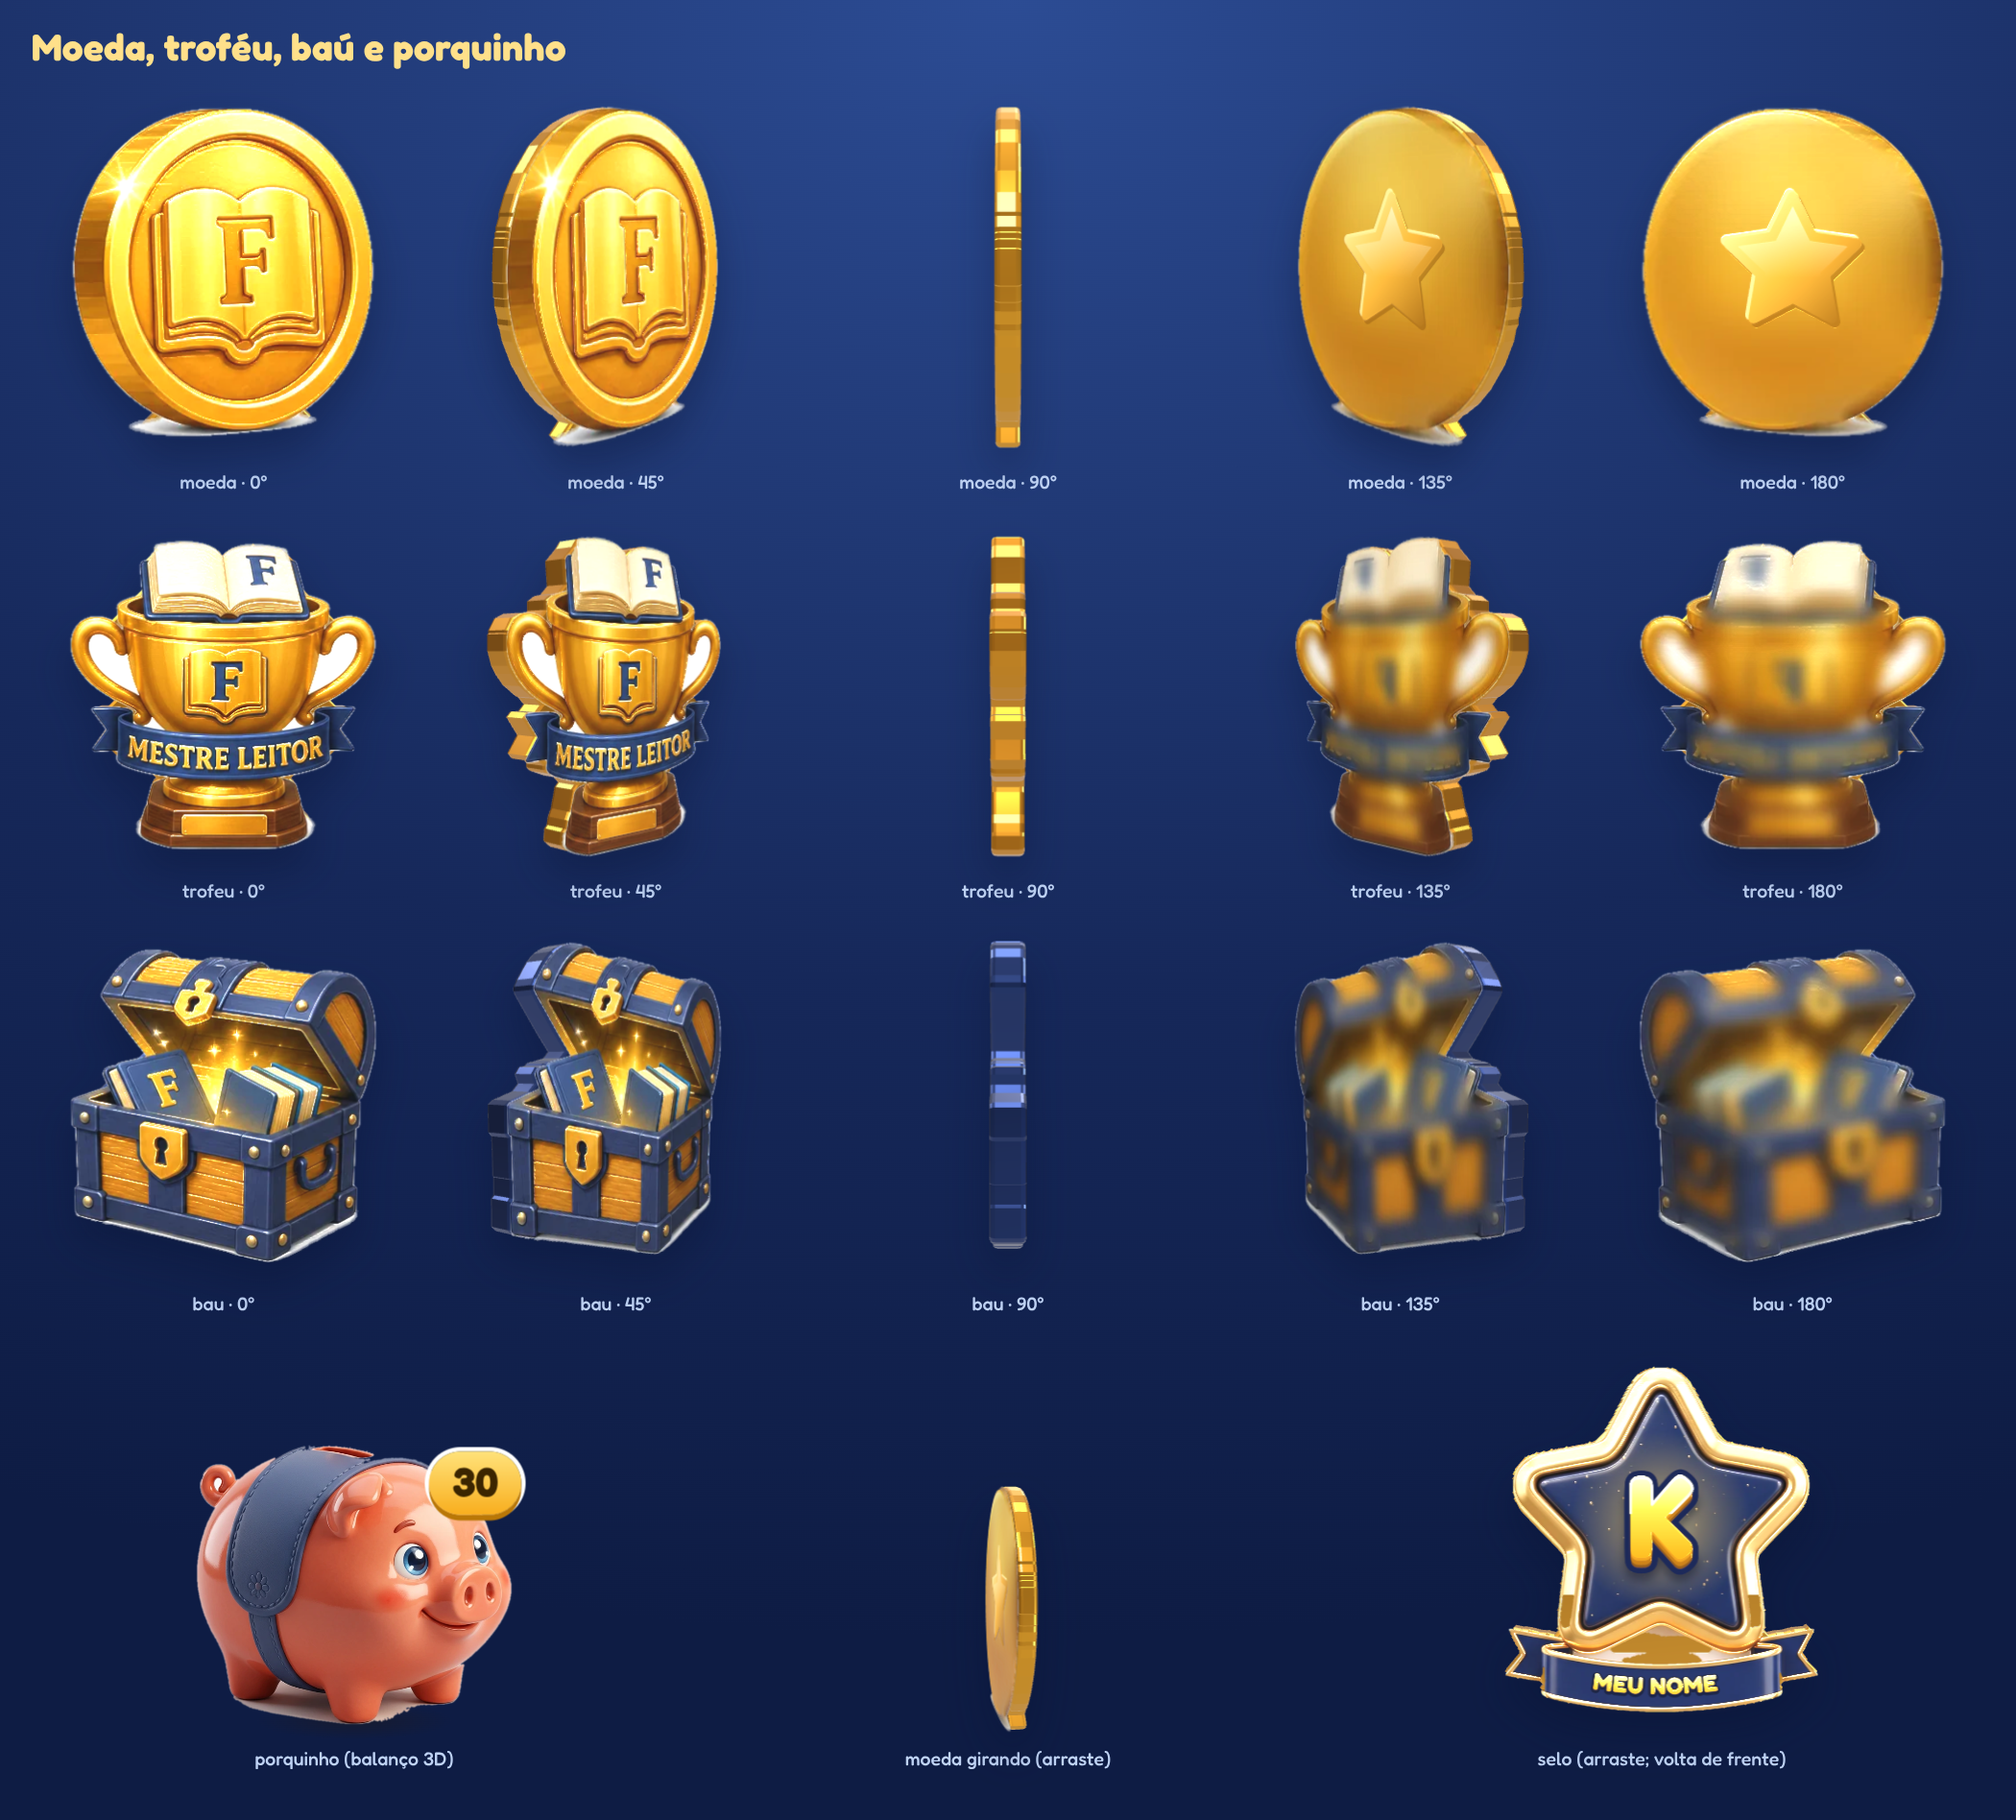 Moeda, troféu, baú e porquinho
F
F
moeda · 0°
moeda · 45°
moeda · 90°
moeda · 135°
moeda · 180°
F
F
MESTRE LEITOR
F
F
MESTRE LEITOR
trofeu · 0°
trofeu · 45°
trofeu · 90°
trofeu · 135°
trofeu · 180°
F
F
bau · 0°
bau · 45°
bau · 90°
bau · 135°
bau · 180°
30
K
MEU NOME
porquinho (balanço 3D)
moeda girando (arraste)
selo (arraste; volta de frente)